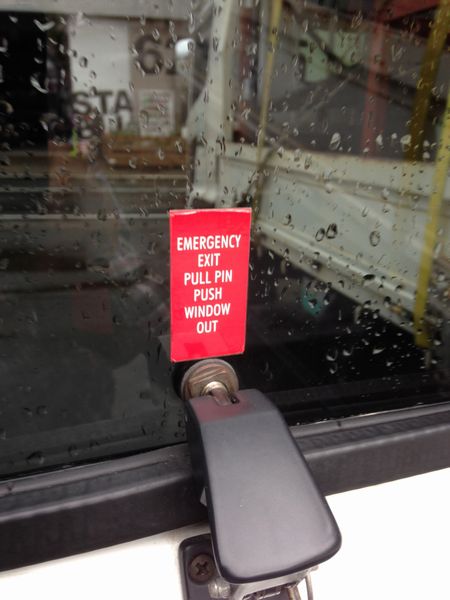 EMERGENCY
EXIT
PULL PIN
PUSH
WINDOW
OUT